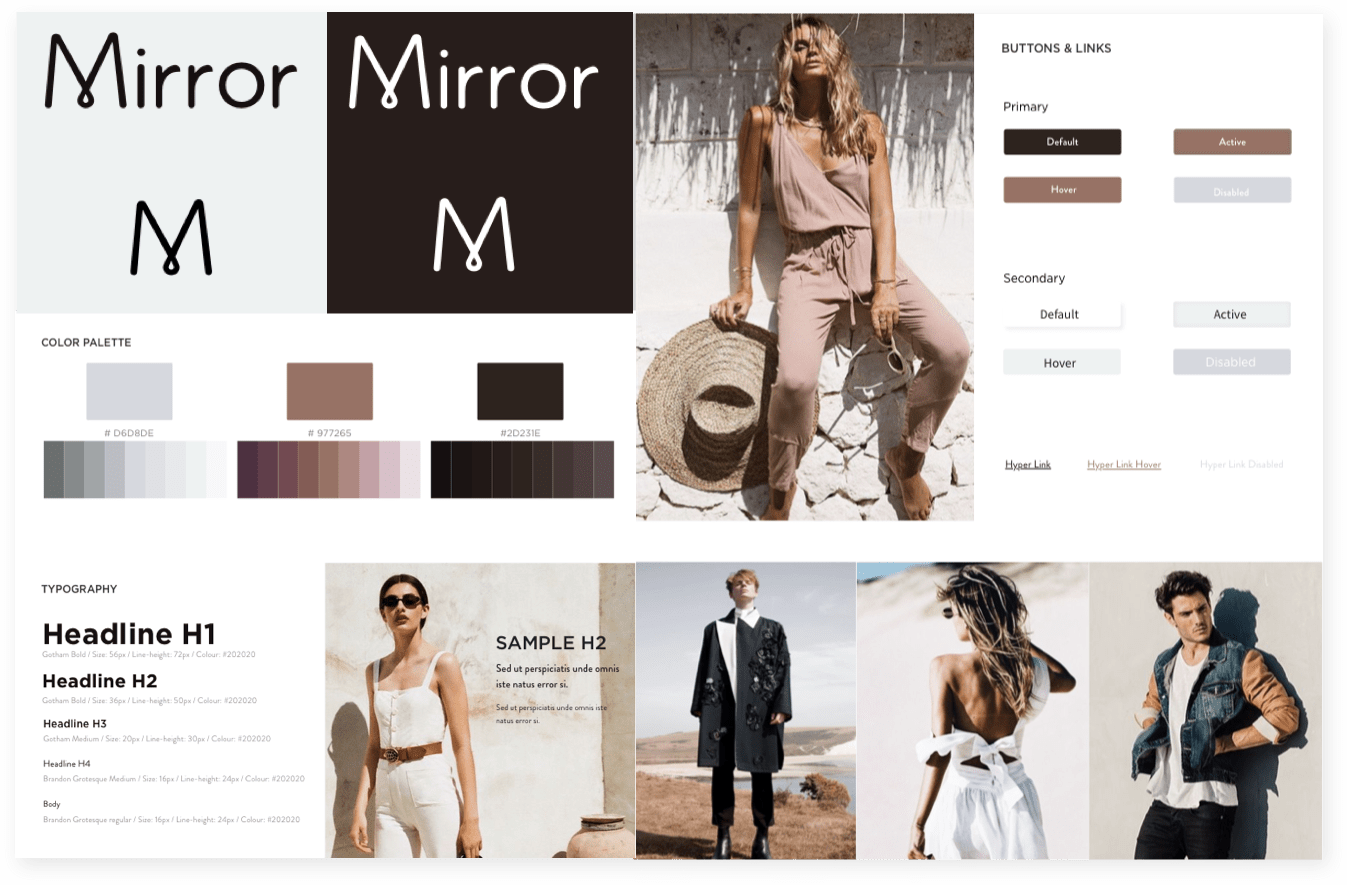 Mirror
Mirror
M
M
COLOR PALETTE
# D6D8DE
# 977265
#2D231E
BUTTONS & LINKS
Primary
Default
Active
Hover
Disabled
Secondary
Default
Active
Hover
Disabled
Hyper Link
Hyper Link Hover
Hyper Link Disabled
TYPOGRAPHY
Headline H1
Gotham Bold / Size: 56px / Line-height: 72px / Colour: #202020
Headline H2
Gotham Bold / Size: 36px / Line-height: 50px / Colour: #202020
Headline H3
Gotham Medium / Size: 20px / Line-height: 30px / Colour: #202020
Headline H4
Brandon Grotesque Medium / Size: 16px / Line-height: 24px / Colour: #202020
Body
Brandon Grotesque regular / Size: 16px / Line-height: 24px / Colour: #202020
SAMPLE H2
Sed ut perspiciatis unde omnis
iste natus error si.
Sed ut perspiciatis unde omnis iste
natus error si.